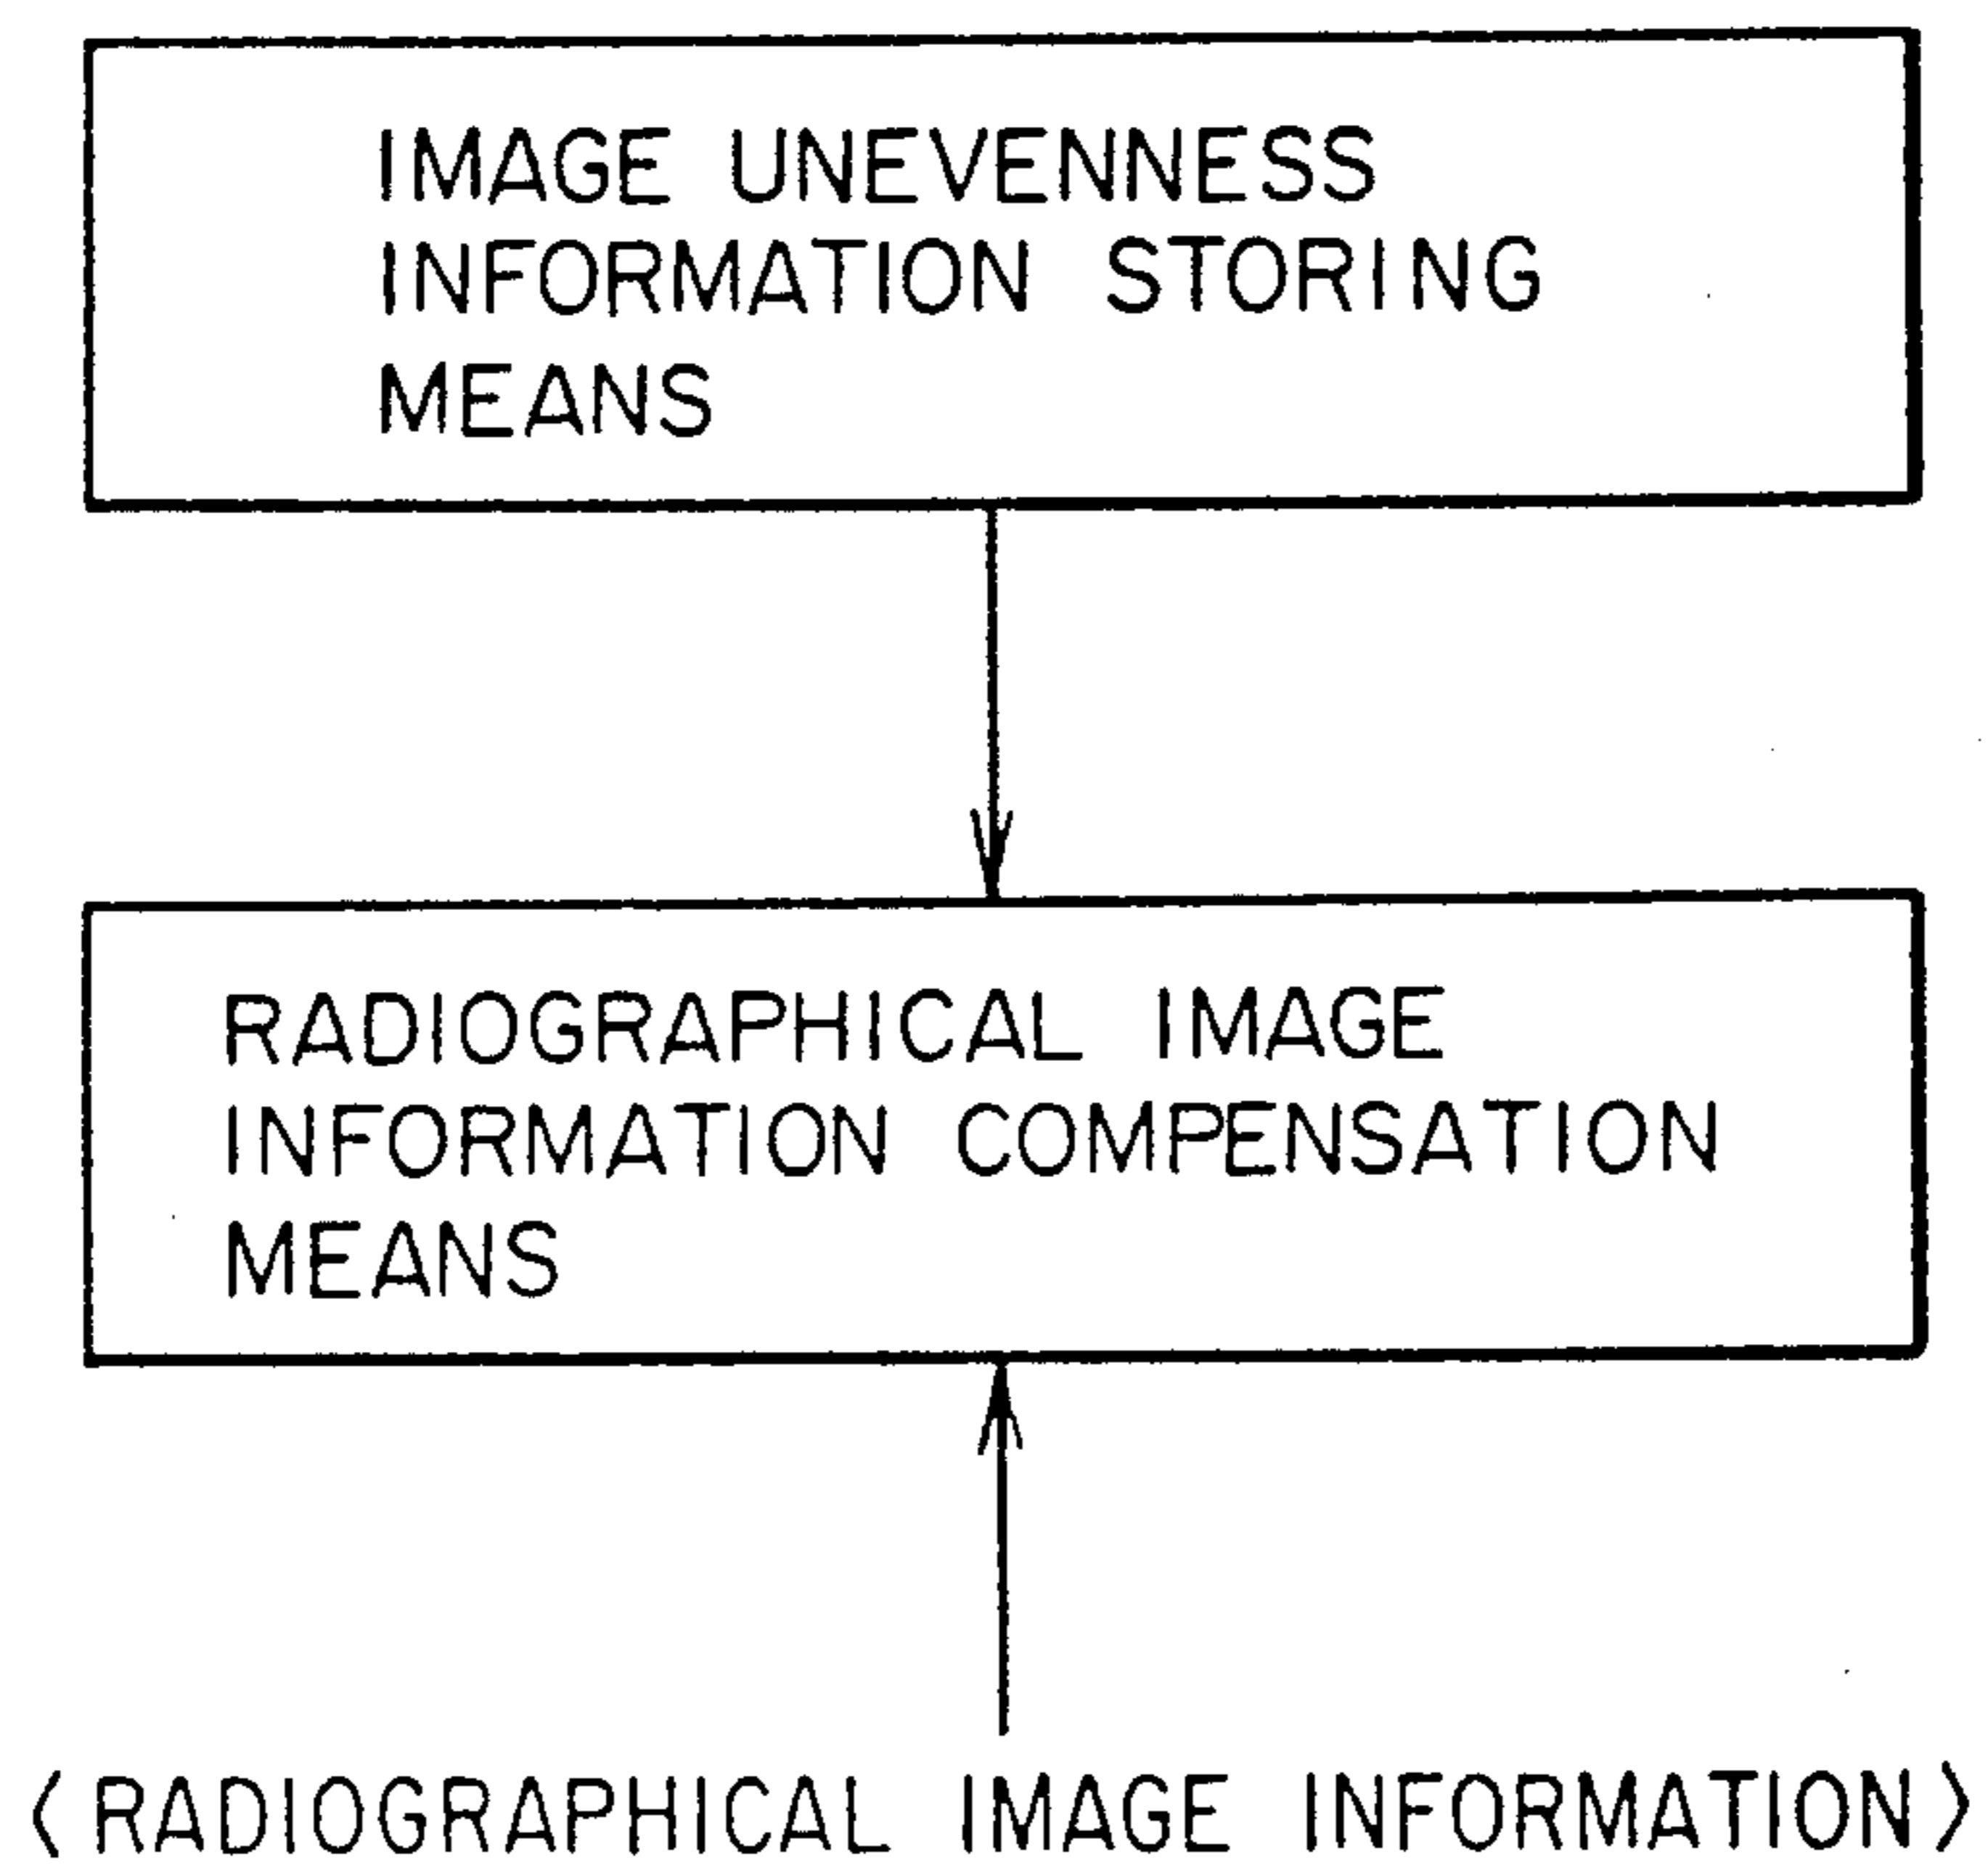 IMAGE UNEVENNESS
INFORMATION STORING
MEANS
RADIOGRAPHICAL IMAGE
INFORMATION COMPENSATION
MEANS
〈RADIOGRAPHICAL IMAGE INFORMATION〉